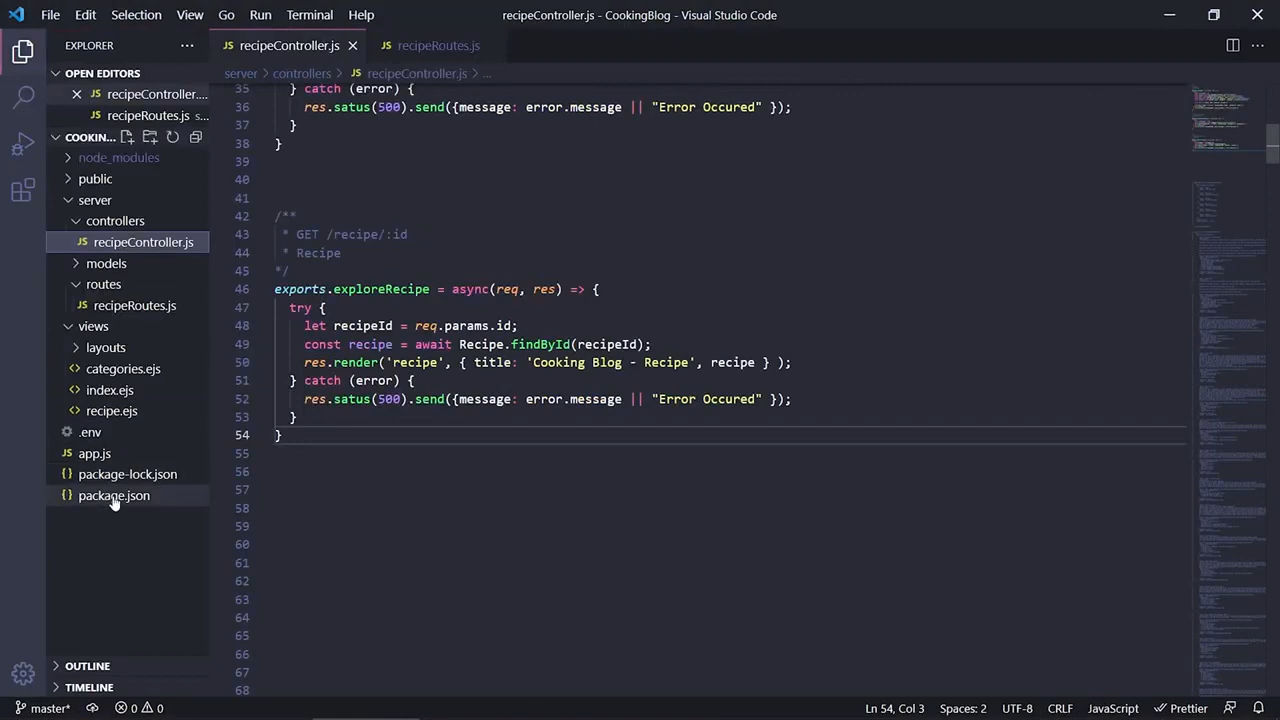 File Edit Selection View Go Run Terminal Help recipeController.js - CookingBlog - Visual Studio Code
EXPLORER ··· JS recipeController.js JS recipeRoutes.js ···
OPEN EDITORS
server > controllers > JS recipeController.js > ...
JS recipeController....
JS recipeRoutes.js s...
COOKIN...
node_modules
public
server
controllers
JS recipeController.js
models
routes
JS recipeRoutes.js
views
layouts
<> categories.ejs
<> index.ejs
<> recipe.ejs
.env
JS app.js
{} package-lock.json
{} package.json
OUTLINE
TIMELINE
35 } catch (error) {
36 res.satus(500).send({message: error.message || "Error Occured" });
37 }
38 }
39
40
41
42 /**
43 * GET /recipe/:id
44 * Recipe
45 */
46 exports.exploreRecipe = async(req, res) => {
47 try {
48 let recipeId = req.params.id;
49 const recipe = await Recipe.findById(recipeId);
50 res.render('recipe', { title: 'Cooking Blog - Recipe', recipe } );
51 } catch (error) {
52 res.satus(500).send({message: error.message || "Error Occured" });
53 }
54 }
55
56
57
58
59
60
61
62
63
64
65
66
67
68
master* 0 0 Ln 54, Col 3 Spaces: 2 UTF-8 CRLF JavaScript Prettier